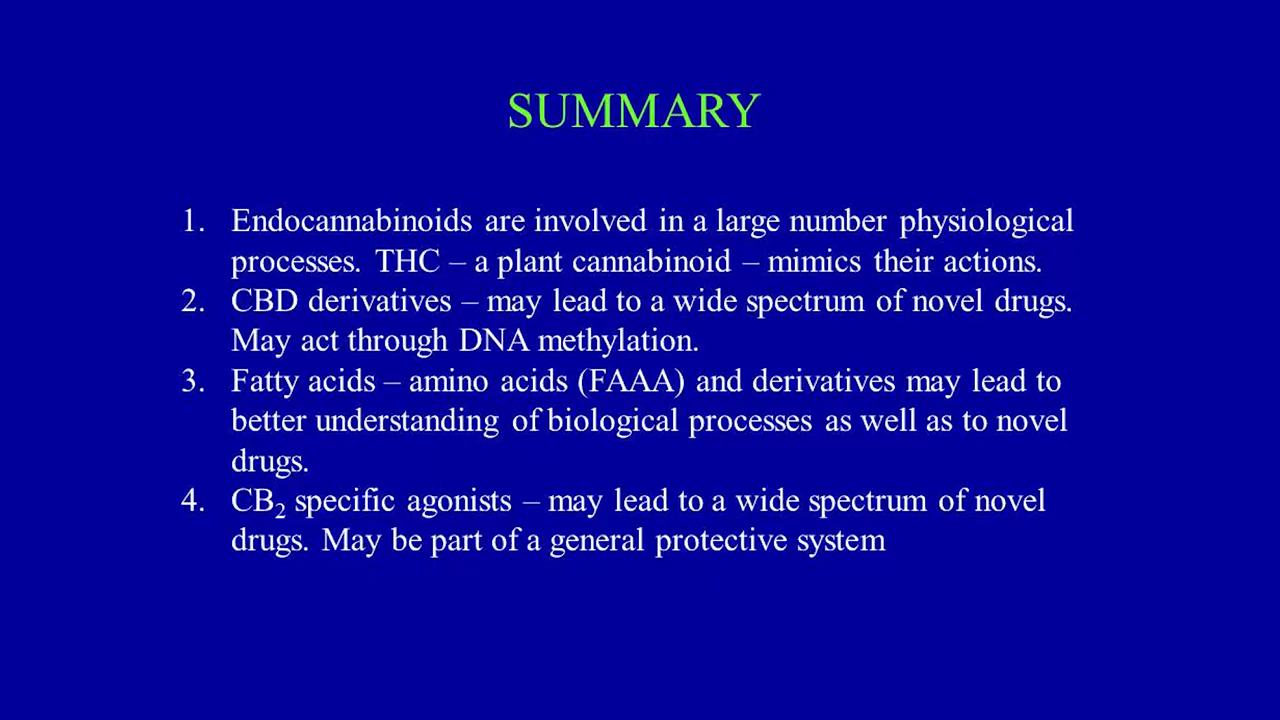 SUMMARY
1. Endocannabinoids are involved in a large number physiological
processes. THC – a plant cannabinoid – mimics their actions.
2. CBD derivatives – may lead to a wide spectrum of novel drugs.
May act through DNA methylation.
3. Fatty acids – amino acids (FAAA) and derivatives may lead to
better understanding of biological processes as well as to novel
drugs.
4. CB₂ specific agonists – may lead to a wide spectrum of novel
drugs. May be part of a general protective system